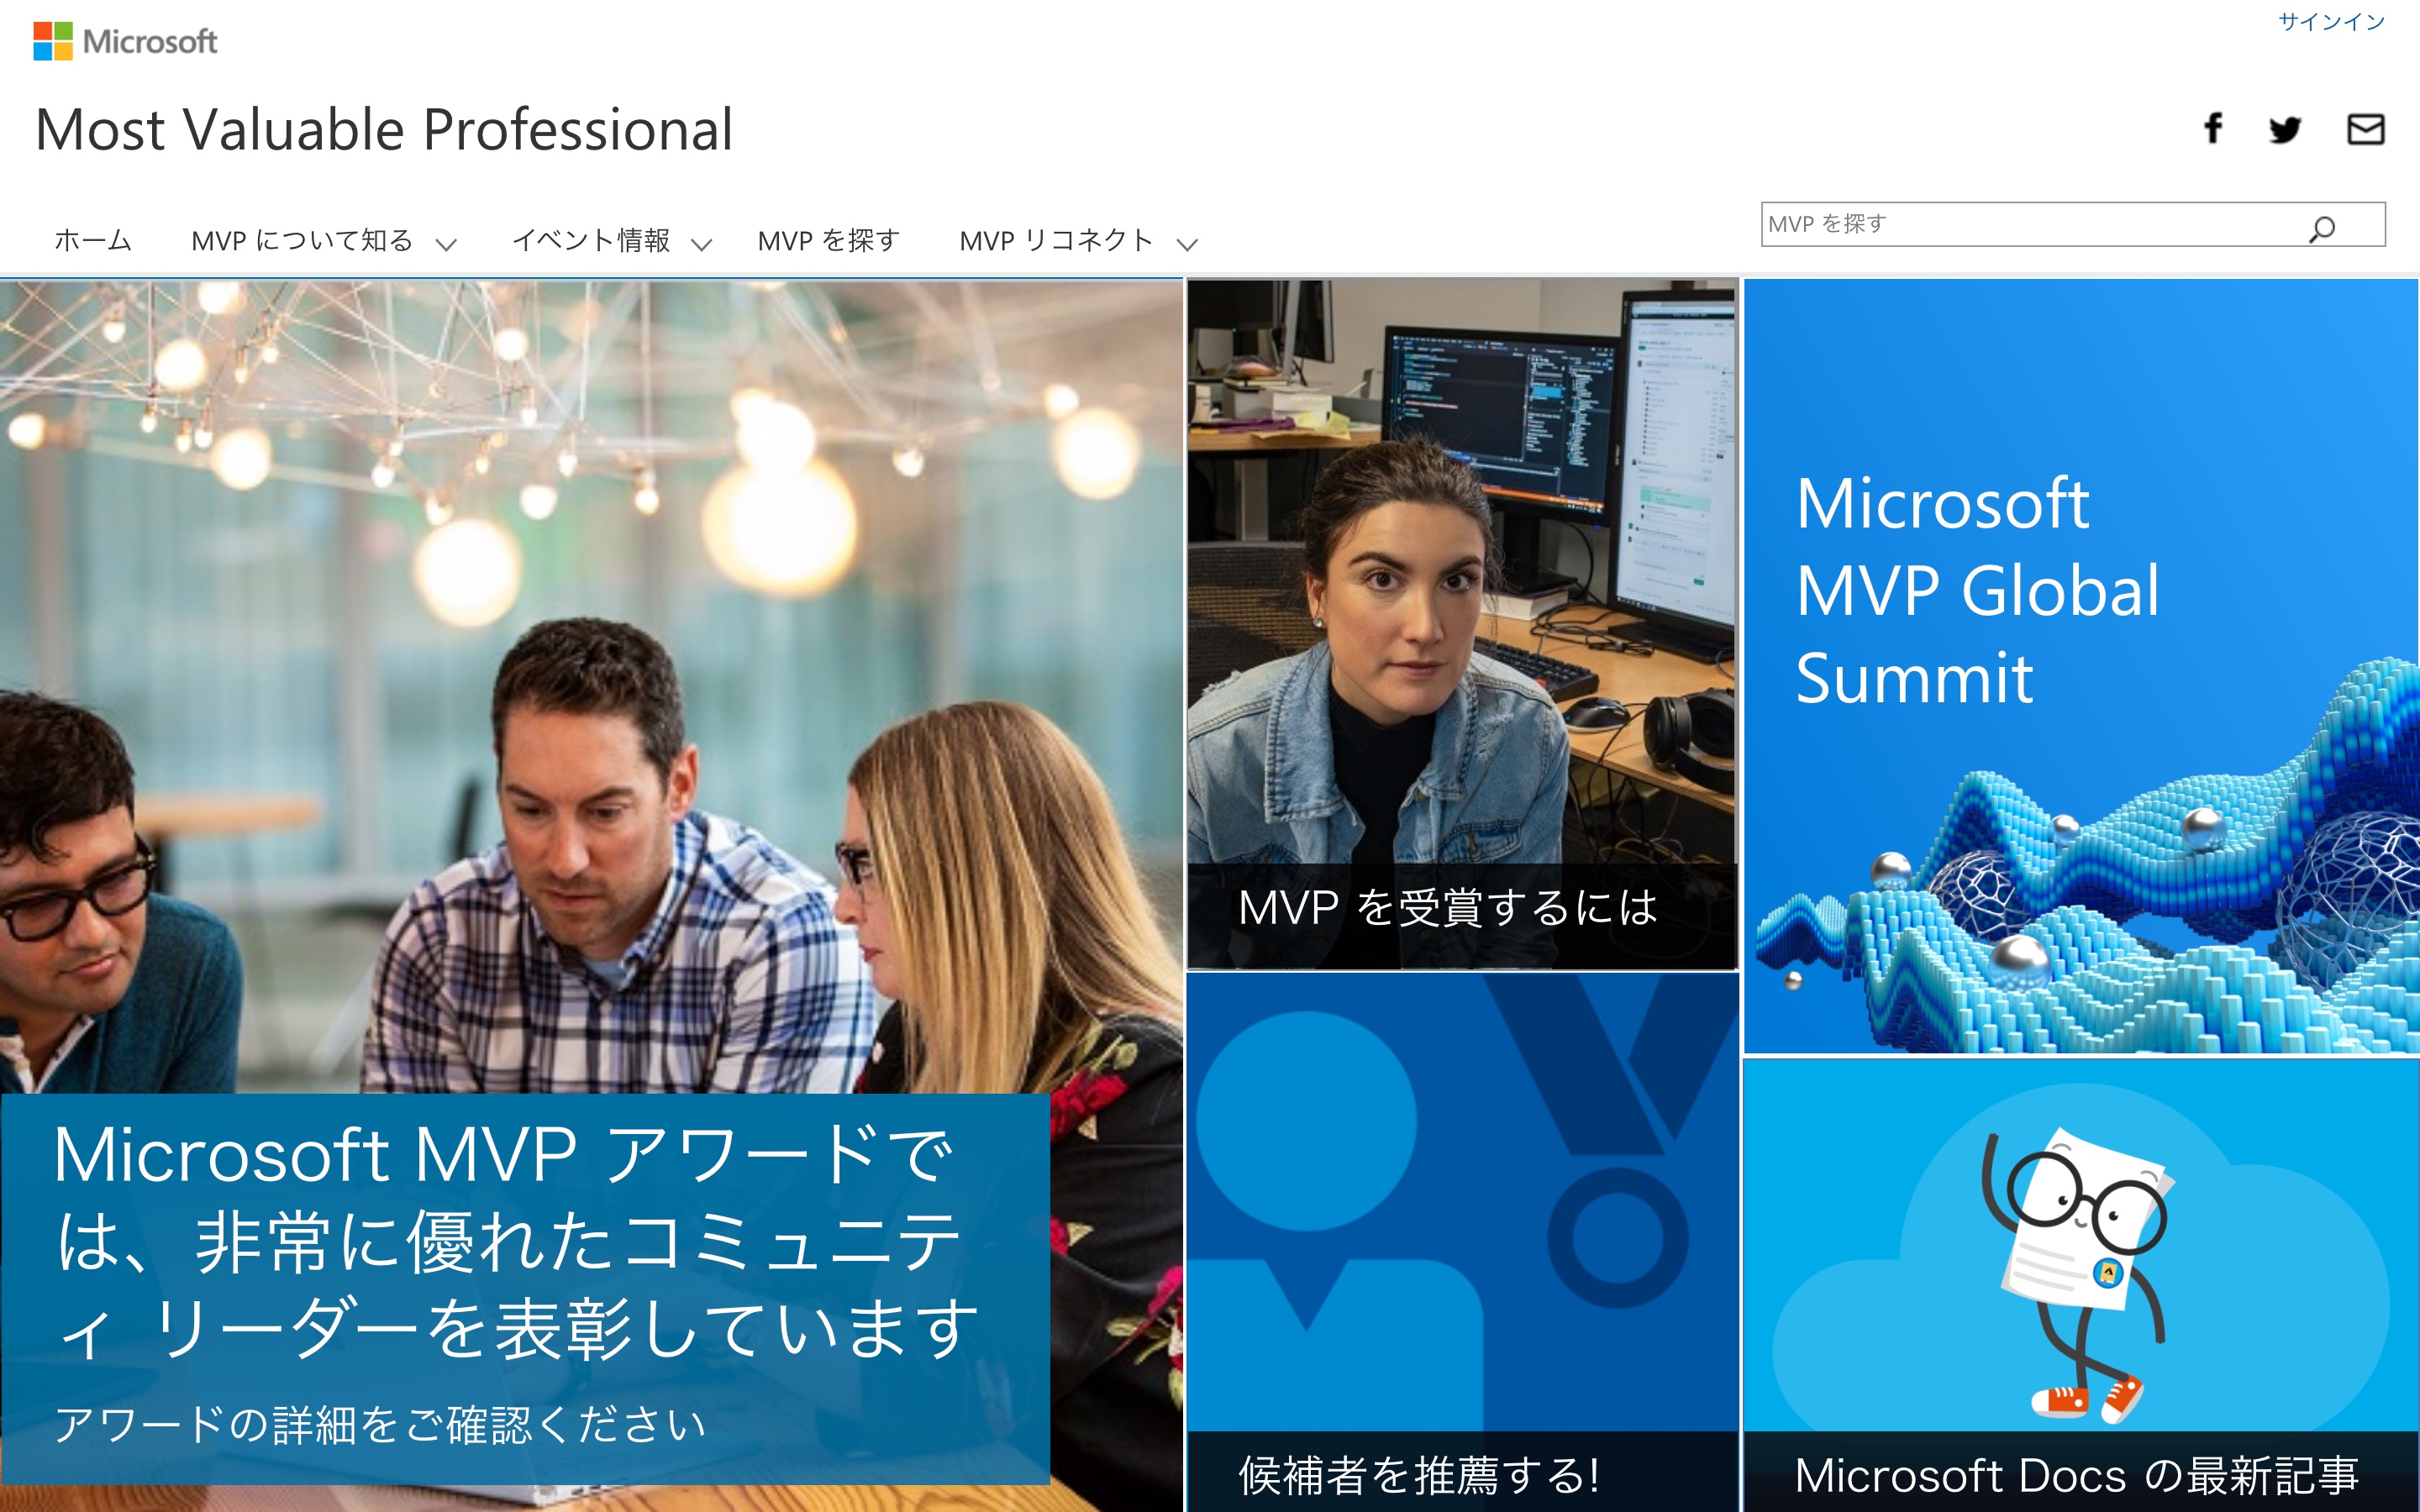 Microsoft
サインイン
Most Valuable Professional
ホーム
MVP について知る
イベント情報
MVP を探す
MVP リコネクト
MVP を探す
Microsoft MVP アワードで
は、非常に優れたコミュニテ
ィ リーダーを表彰しています
アワードの詳細をご確認ください
MVP を受賞するには
候補者を推薦する!
Microsoft
MVP Global
Summit
Microsoft Docs の最新記事